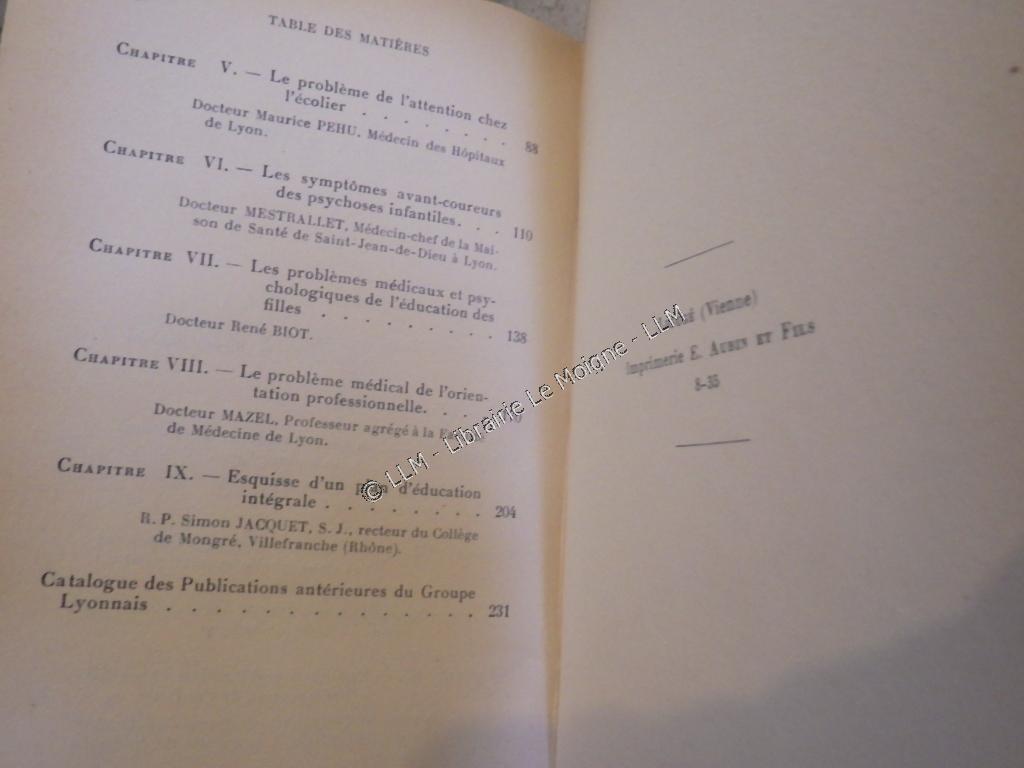 TABLE DES MATIÈRES
CHAPITRE V. — Le problème de l'attention chez
l'écolier . . . . . . . 88
Docteur Maurice PEHU, Médecin des Hôpitaux
de Lyon.
CHAPITRE VI. — Les symptômes avant-coureurs
des psychoses infantiles. . . 110
Docteur MESTRALLET, Médecin-chef de la Mai-
son de Santé de Saint-Jean-de-Dieu à Lyon.
CHAPITRE VII. — Les problèmes médicaux et psy-
chologiques de l'éducation des
filles . . . . . . . . 138
Docteur René BIOT.
CHAPITRE VIII. — Le problème médical de l'orien-
tation professionnelle. . . .
Docteur MAZEL, Professeur agrégé à la
de Médecine de Lyon.
CHAPITRE IX. — Esquisse d'un d'éducation
intégrale . . . . . . . . 204
R. P. Simon JACQUET, S. J., recteur du Collège
de Mongré, Villefranche (Rhône).
Catalogue des Publications antérieures du Groupe
Lyonnais . . . . . . . . . . . . . . 231
(Vienne)
Imprimerie E. AUBIN ET FILS
8-35
© LLM - Librairie Le Moigne - LLM